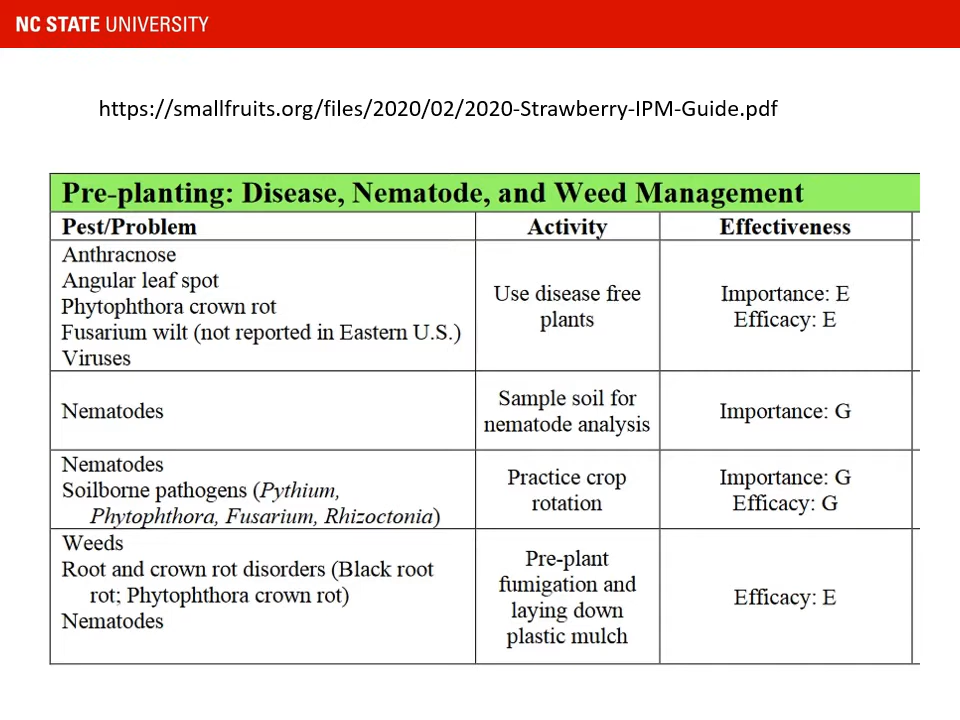 NC STATE UNIVERSITY
https://smallfruits.org/files/2020/02/2020-Strawberry-IPM-Guide.pdf
Pre-planting: Disease, Nematode, and Weed Management
Pest/Problem Activity Effectiveness
Anthracnose
Angular leaf spot
Phytophthora crown rot
Fusarium wilt (not reported in Eastern U.S.)
Viruses
Use disease free
plants
Importance: E
Efficacy: E
Nematodes
Sample soil for
nematode analysis
Importance: G
Nematodes
Soilborne pathogens (Pythium,
Phytophthora, Fusarium, Rhizoctonia)
Practice crop
rotation
Importance: G
Efficacy: G
Weeds
Root and crown rot disorders (Black root
rot; Phytophthora crown rot)
Nematodes
Pre-plant
fumigation and
laying down
plastic mulch
Efficacy: E